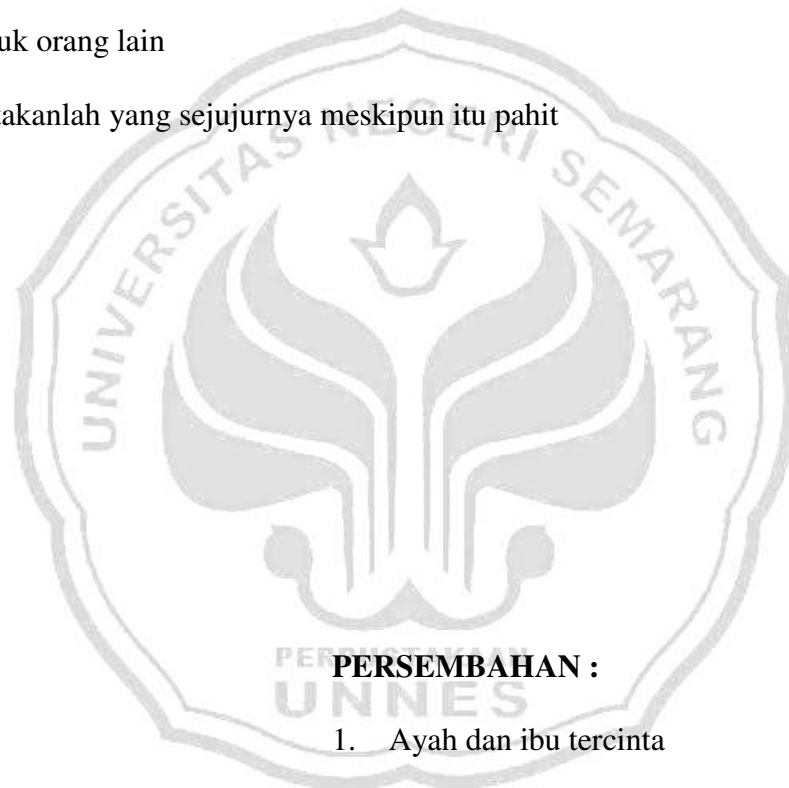 uk orang lain
takanlah yang sejujurnya meskipun itu pahit
UNIVERSITAS NEGERI SEMARANG
PERPUSTAKAAN
UNNES
PERSEMBAHAN :
1. Ayah dan ibu tercinta